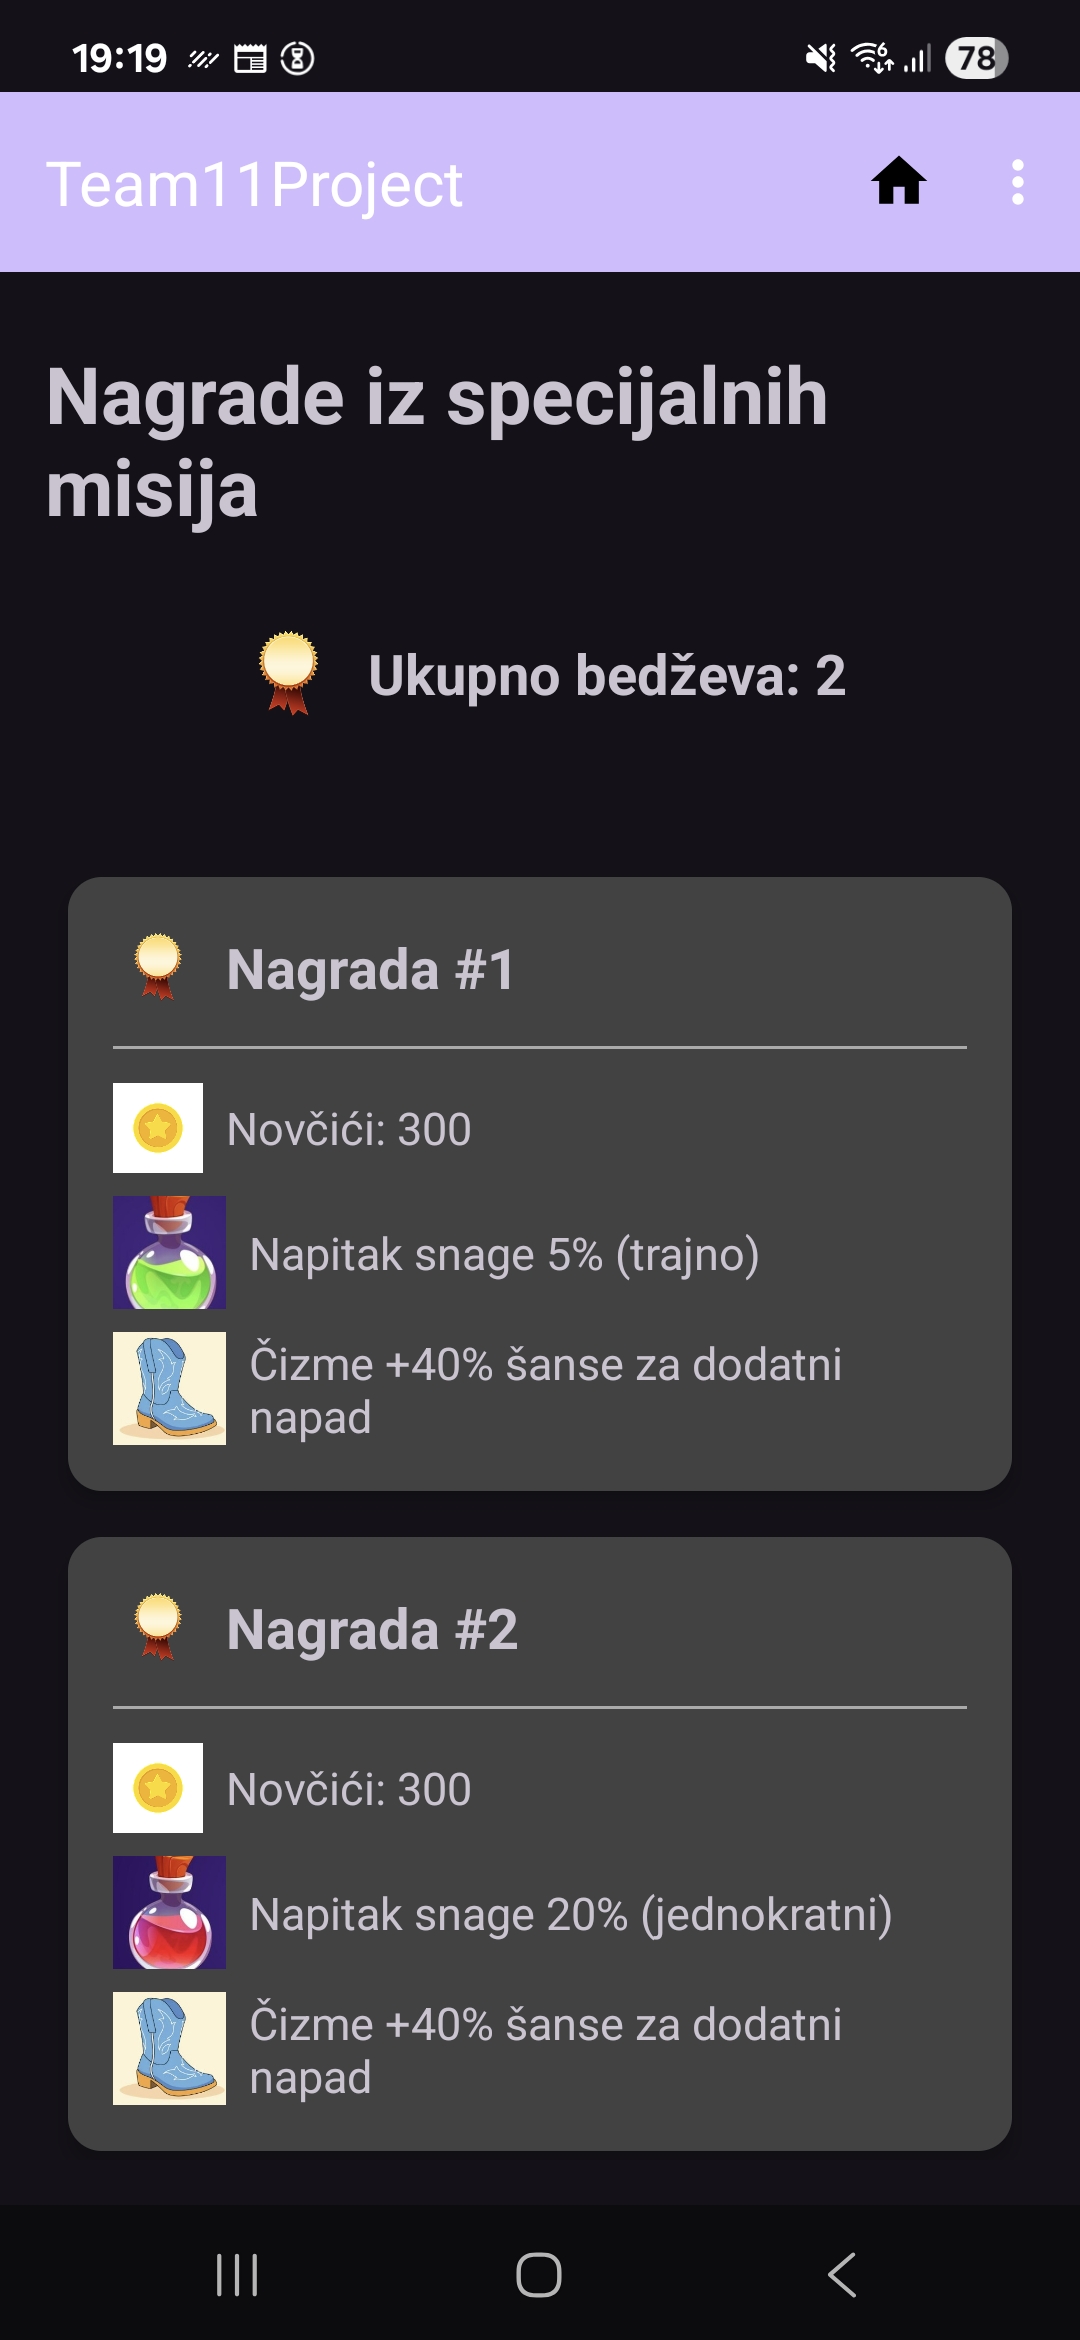 19:19
6
78
Team11Project
Nagrade iz specijalnih
misija
Ukupno bedževa: 2
Nagrada #1
Novčići: 300
Napitak snage 5% (trajno)
Čizme +40% šanse za dodatni
napad
Nagrada #2
Novčići: 300
Napitak snage 20% (jednokratni)
Čizme +40% šanse za dodatni
napad